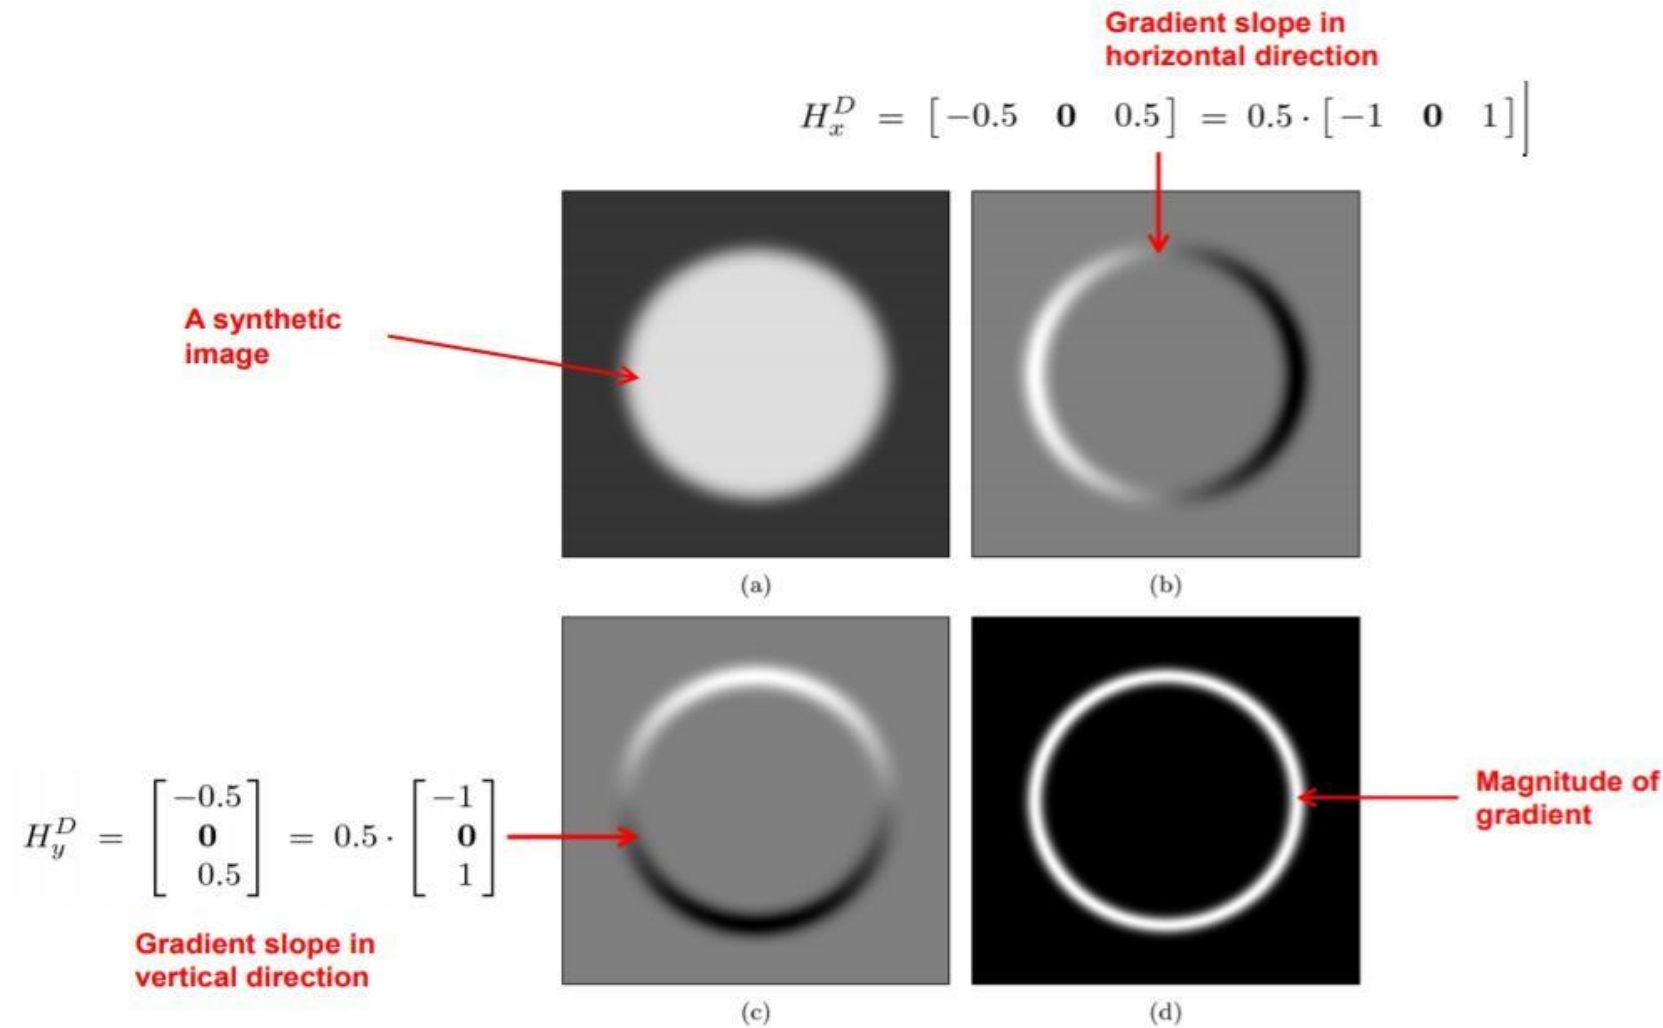 Gradient slope in
horizontal direction
H_x^D = [−0.5 0 0.5] = 0.5 · [−1 0 1]
A synthetic
image
(a)
(b)
H_y^D = [−0.5 0 0.5] = 0.5 · [−1 0 1]
Gradient slope in
vertical direction
Magnitude of
gradient
(c)
(d)